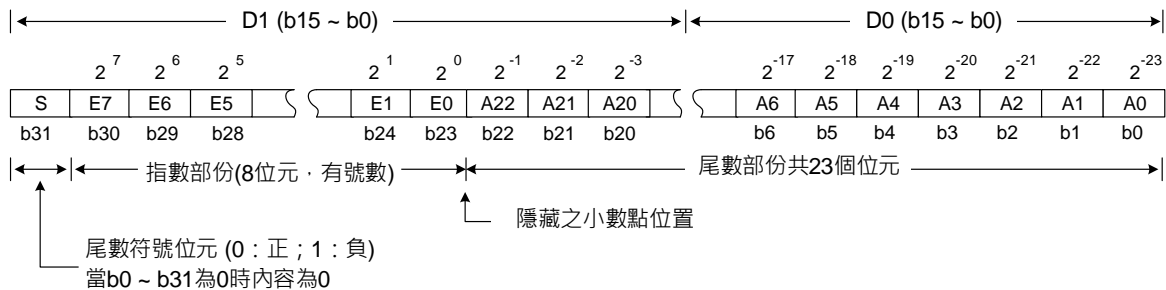 D1 (b15 ~ b0) D0 (b15 ~ b0)
2^7 2^6 2^5 2^1 2^0 2^-1 2^-2 2^-3 2^-17 2^-18 2^-19 2^-20 2^-21 2^-22 2^-23
S E7 E6 E5 E1 E0 A22 A21 A20 A6 A5 A4 A3 A2 A1 A0
b31 b30 b29 b28 b24 b23 b22 b21 b20 b6 b5 b4 b3 b2 b1 b0
指數部份(8位元，有號數) 尾數部份共23個位元
隱藏之小數點位置
尾數符號位元 (0：正；1：負)
當b0 ~ b31為0時內容為0